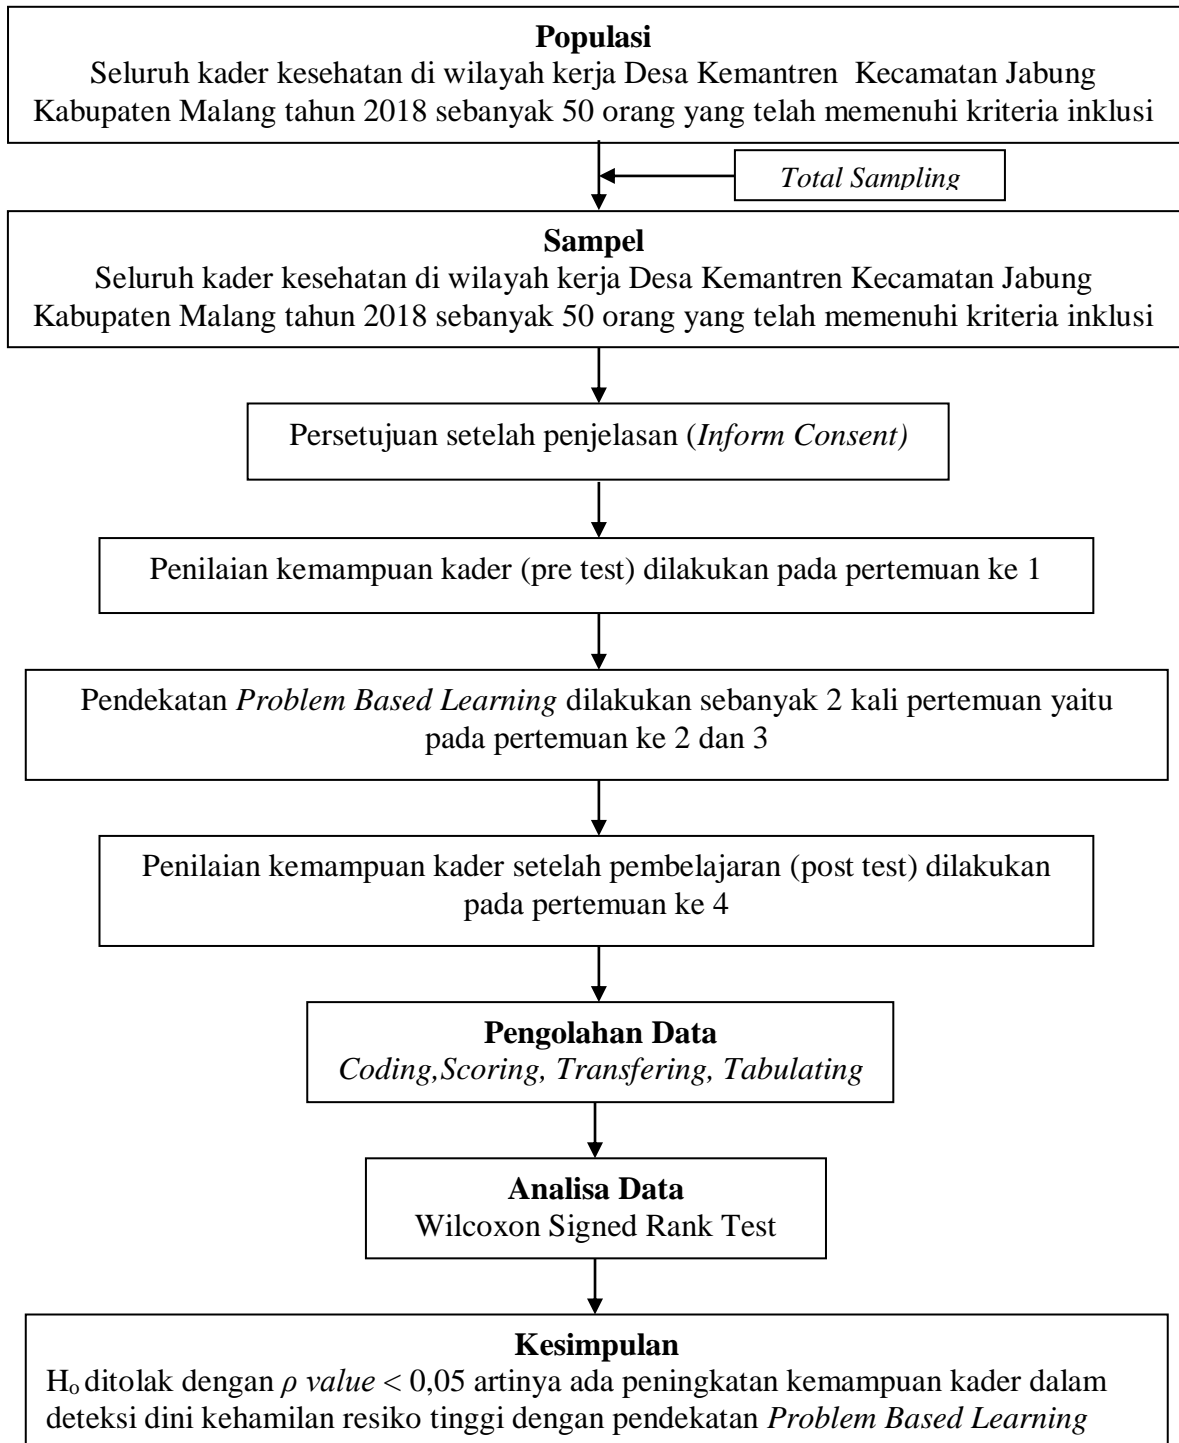 Populasi
Seluruh kader kesehatan di wilayah kerja Desa Kemantren Kecamatan Jabung
Kabupaten Malang tahun 2018 sebanyak 50 orang yang telah memenuhi kriteria inklusi
Total Sampling
Sampel
Seluruh kader kesehatan di wilayah kerja Desa Kemantren Kecamatan Jabung
Kabupaten Malang tahun 2018 sebanyak 50 orang yang telah memenuhi kriteria inklusi
Persetujuan setelah penjelasan (Inform Consent)
Penilaian kemampuan kader (pre test) dilakukan pada pertemuan ke 1
Pendekatan Problem Based Learning dilakukan sebanyak 2 kali pertemuan yaitu
pada pertemuan ke 2 dan 3
Penilaian kemampuan kader setelah pembelajaran (post test) dilakukan
pada pertemuan ke 4
Pengolahan Data
Coding,Scoring, Transfering, Tabulating
Analisa Data
Wilcoxon Signed Rank Test
Kesimpulan
Hₒ ditolak dengan ρ value < 0,05 artinya ada peningkatan kemampuan kader dalam
deteksi dini kehamilan resiko tinggi dengan pendekatan Problem Based Learning